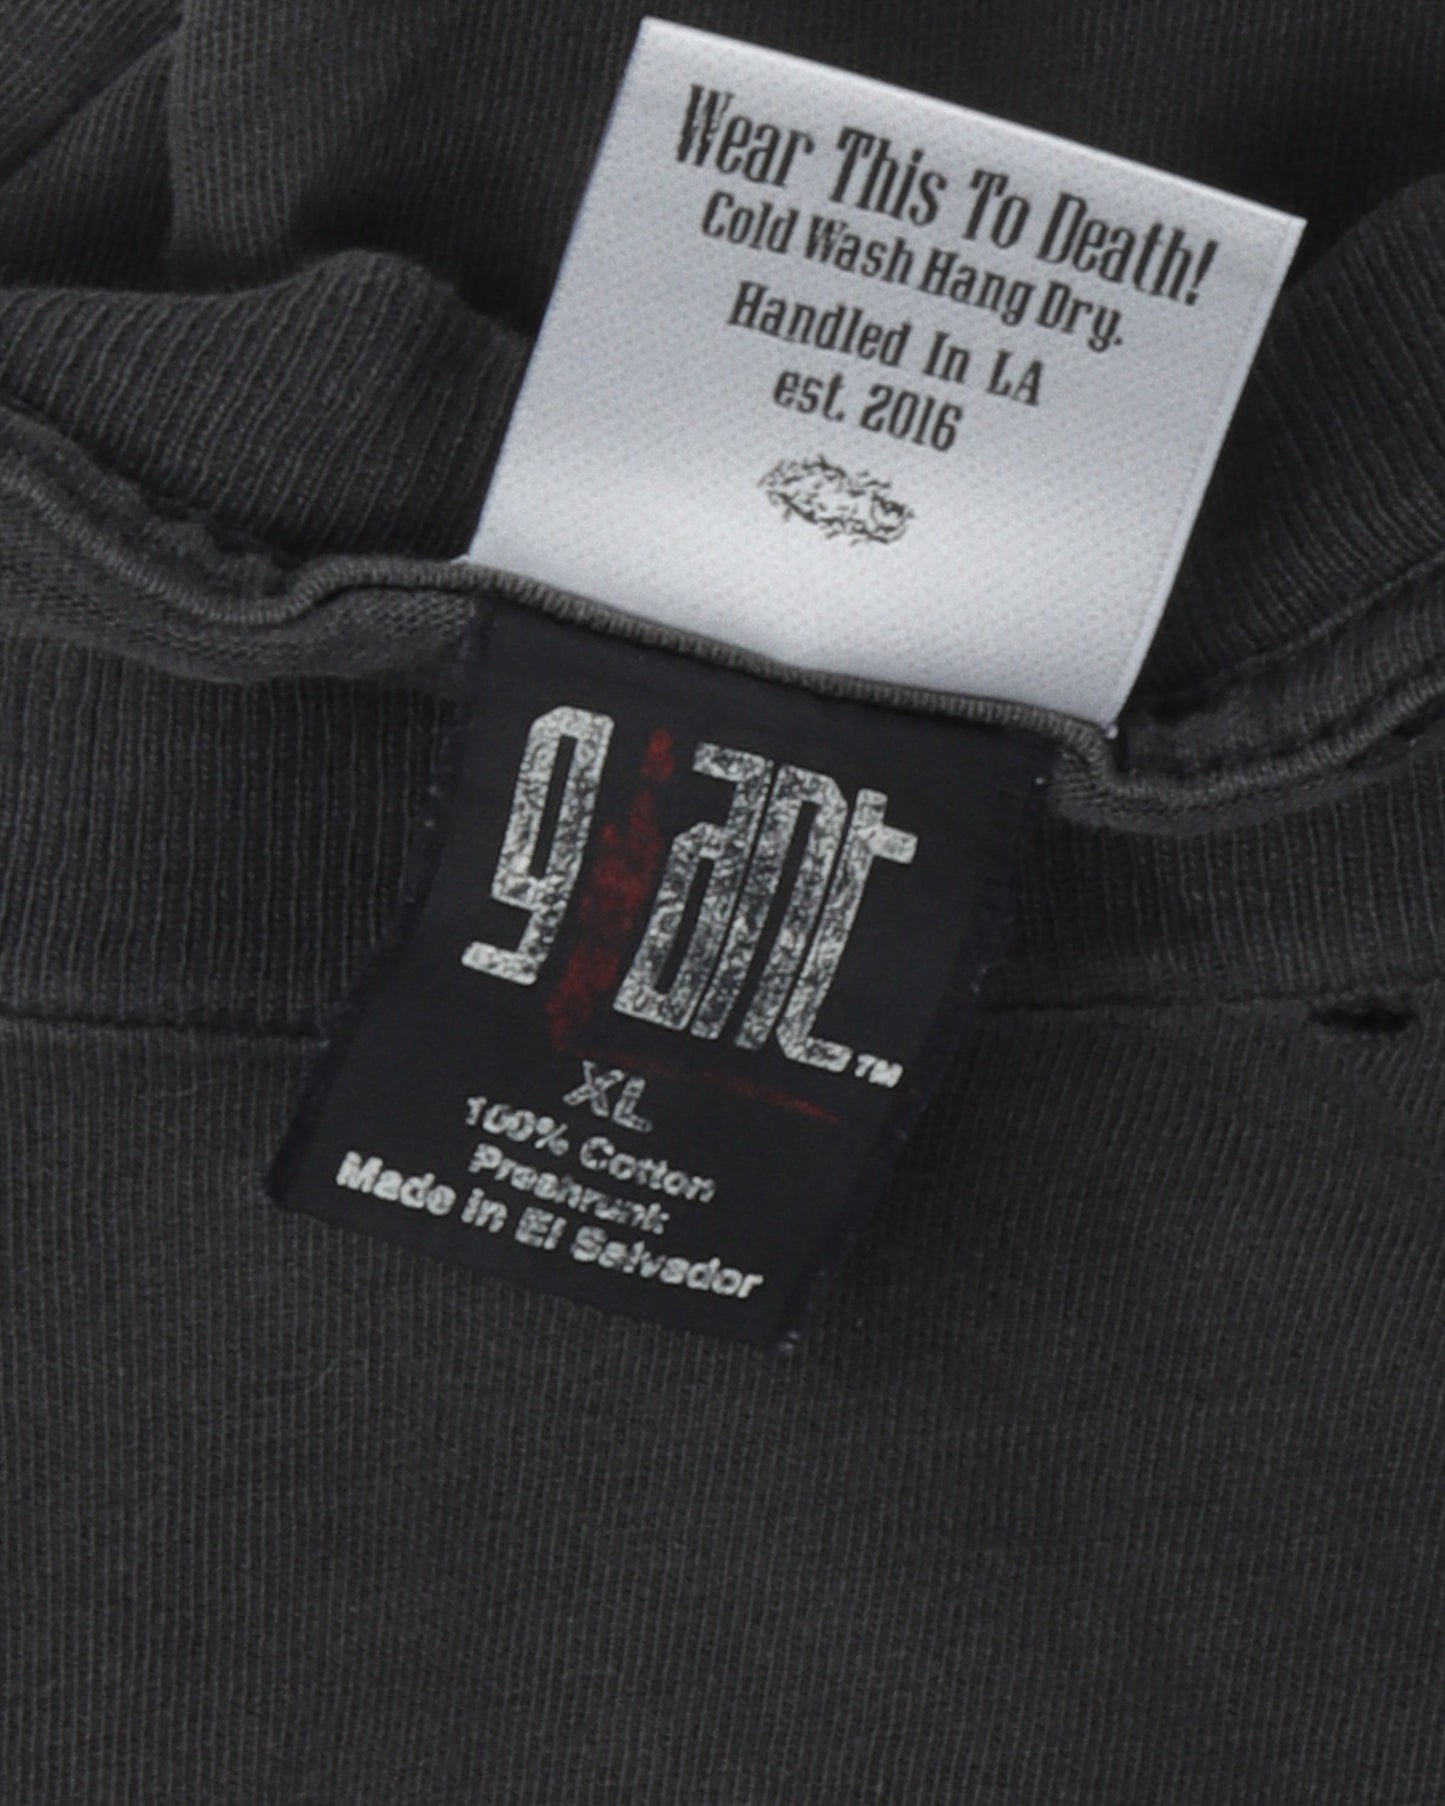 Wear This To Death!
Cold Wash Hang Dry.
Handled In LA
est. 2016
giant™
XL
100% Cotton
Preshrunk
Made in El Salvador